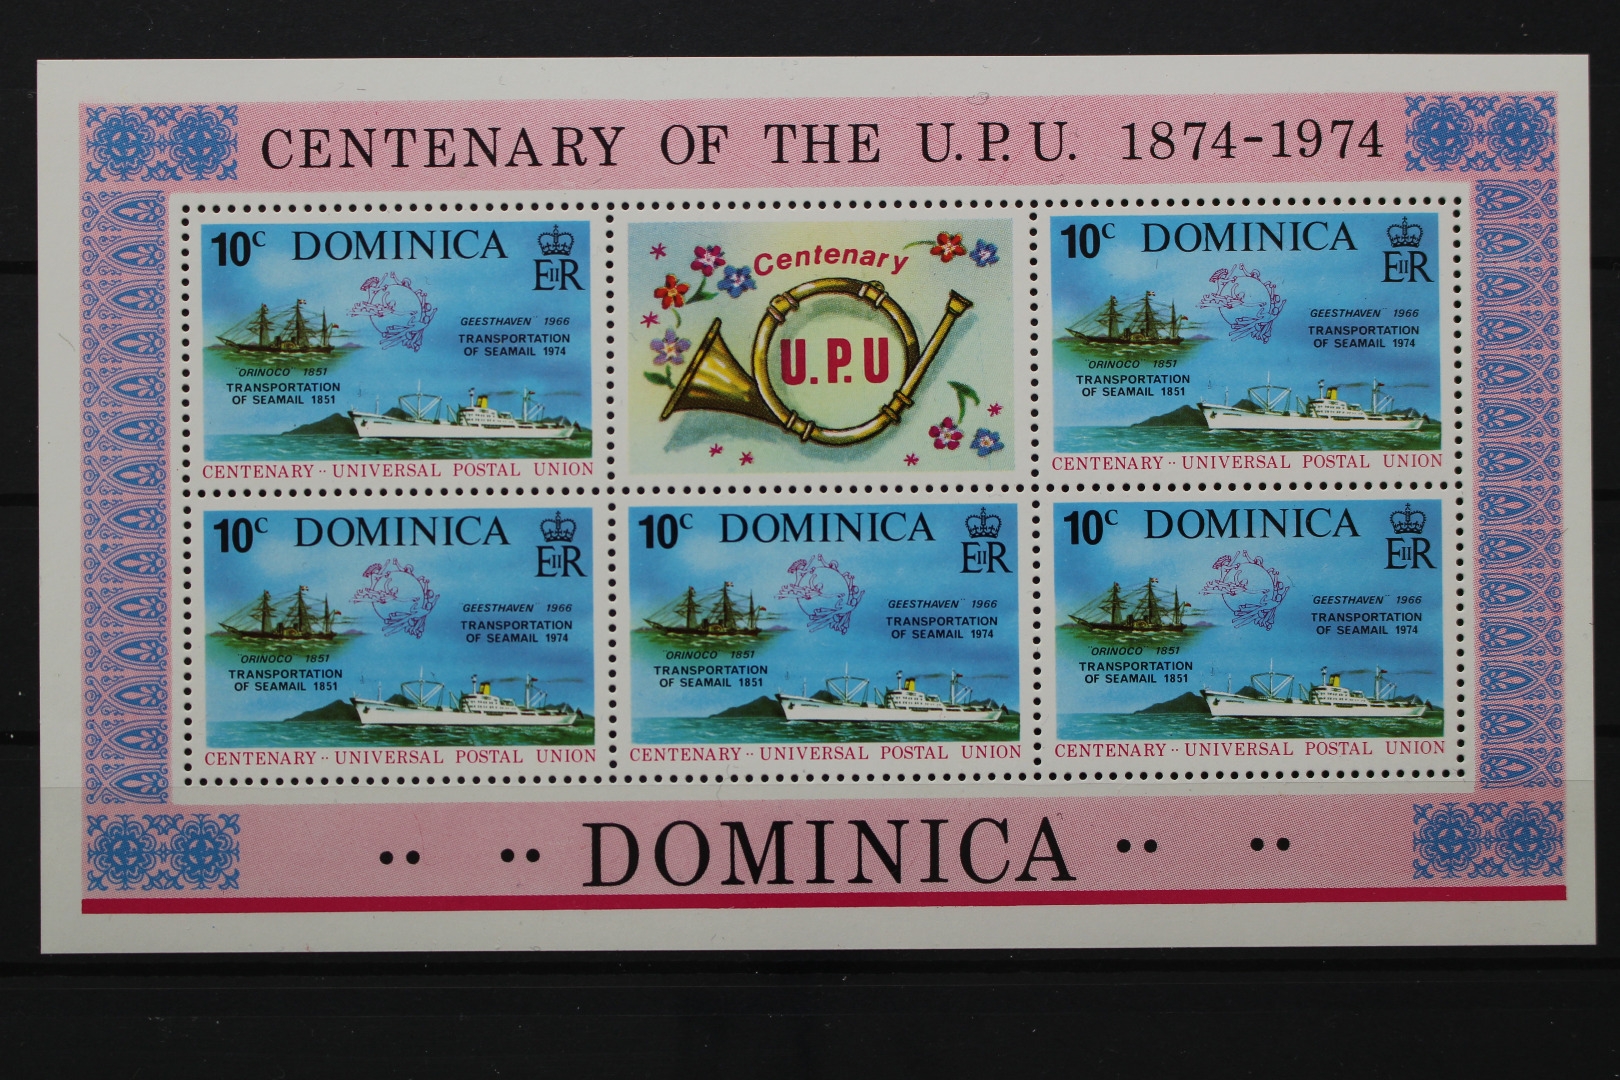 CENTENARY OF THE U.P.U. 1874-1974
10c DOMINICA
EIIR
GEESTHAVEN¨ 1966
TRANSPORTATION
OF SEAMAIL 1974
¨ORINOCO¨ 1851
TRANSPORTATION
OF SEAMAIL 1851
CENTENARY·· UNIVERSAL POSTAL UNION
Centenary
U.P.U
10c DOMINICA
EIIR
GEESTHAVEN¨ 1966
TRANSPORTATION
OF SEAMAIL 1974
¨ORINOCO¨ 1851
TRANSPORTATION
OF SEAMAIL 1851
CENTENARY·· UNIVERSAL POSTAL UNION
10c DOMINICA
EIIR
GEESTHAVEN¨ 1966
TRANSPORTATION
OF SEAMAIL 1974
¨ORINOCO 1851
TRANSPORTATION
OF SEAMAIL 1851
CENTENARY·· UNIVERSAL POSTAL UNION
10c DOMINICA
EIIR
GEESTHAVEN¨ 1966
TRANSPORTATION
OF SEAMAIL 1974
¨ORINOCO 1851
TRANSPORTATION
OF SEAMAIL 1851
CENTENARY·· UNIVERSAL POSTAL UNION
10c DOMINICA
EIIR
GEESTHAVEN¨ 1966
TRANSPORTATION
OF SEAMAIL 1974
¨ORINOCO 1851
TRANSPORTATION
OF SEAMAIL 1851
CENTENARY·· UNIVERSAL POSTAL UNION
DOMINICA